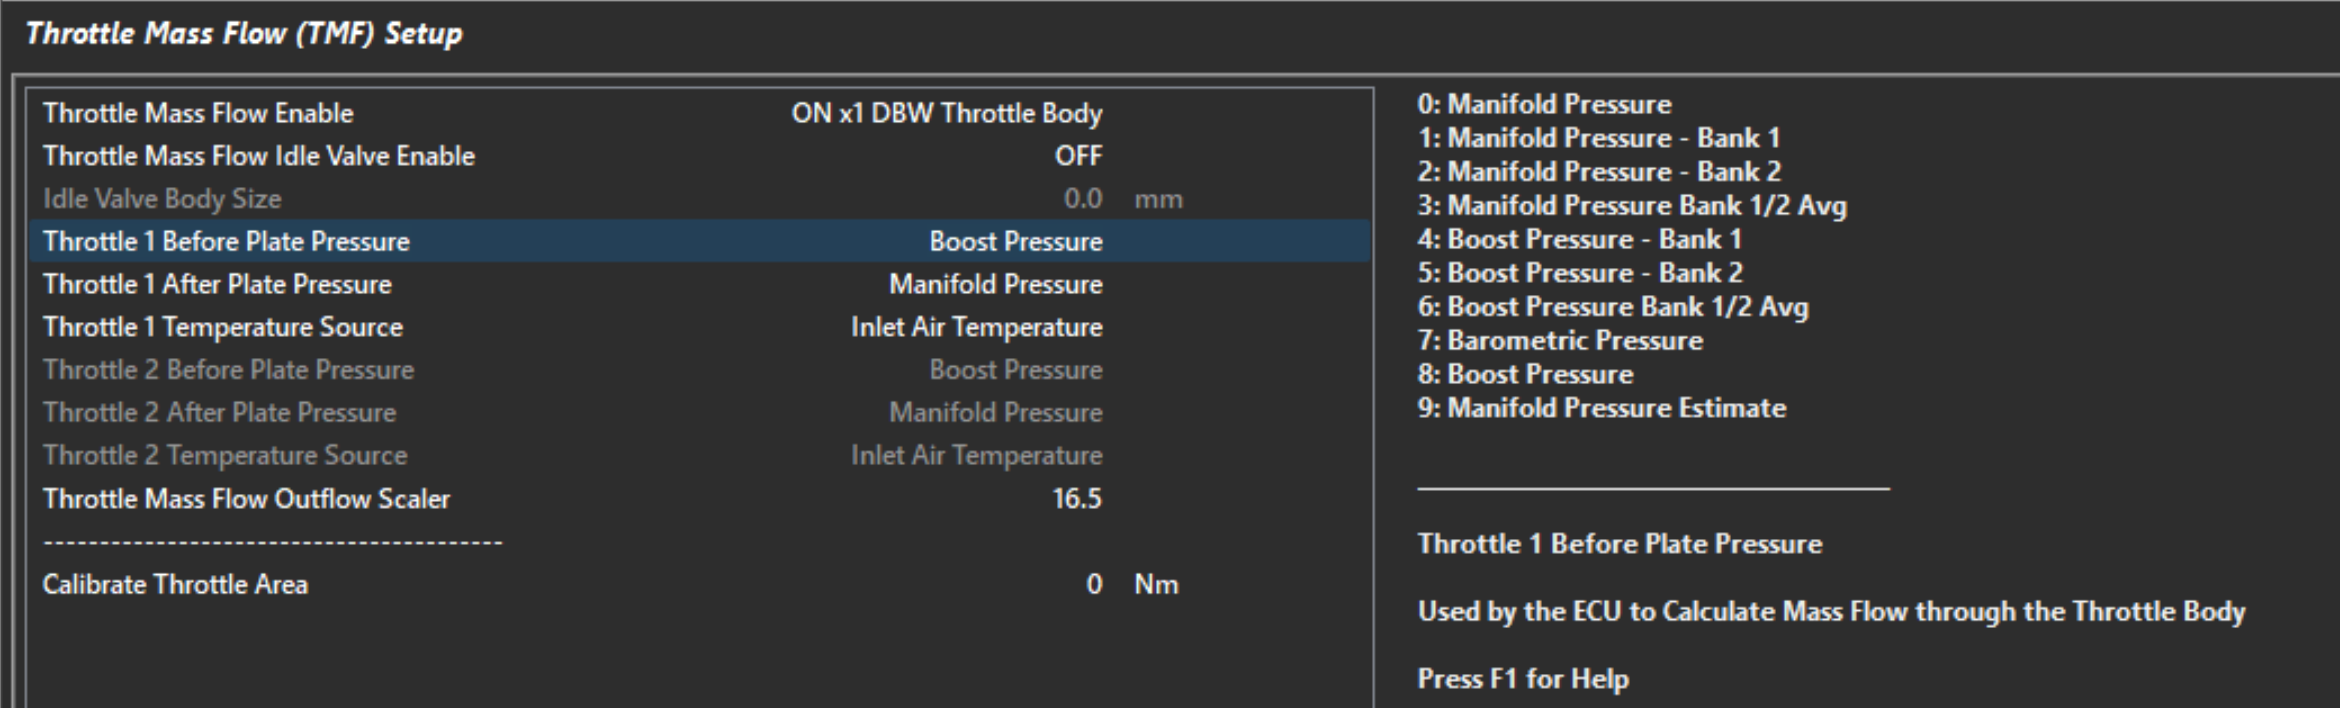 Throttle Mass Flow (TMF) Setup
Throttle Mass Flow Enable ON x1 DBW Throttle Body
Throttle Mass Flow Idle Valve Enable OFF
Idle Valve Body Size 0.0 mm
Throttle 1 Before Plate Pressure Boost Pressure
Throttle 1 After Plate Pressure Manifold Pressure
Throttle 1 Temperature Source Inlet Air Temperature
Throttle 2 Before Plate Pressure Boost Pressure
Throttle 2 After Plate Pressure Manifold Pressure
Throttle 2 Temperature Source Inlet Air Temperature
Throttle Mass Flow Outflow Scaler 16.5
-----------------------------------------
Calibrate Throttle Area 0 Nm
0: Manifold Pressure
1: Manifold Pressure - Bank 1
2: Manifold Pressure - Bank 2
3: Manifold Pressure Bank 1/2 Avg
4: Boost Pressure - Bank 1
5: Boost Pressure - Bank 2
6: Boost Pressure Bank 1/2 Avg
7: Barometric Pressure
8: Boost Pressure
9: Manifold Pressure Estimate
Throttle 1 Before Plate Pressure
Used by the ECU to Calculate Mass Flow through the Throttle Body
Press F1 for Help